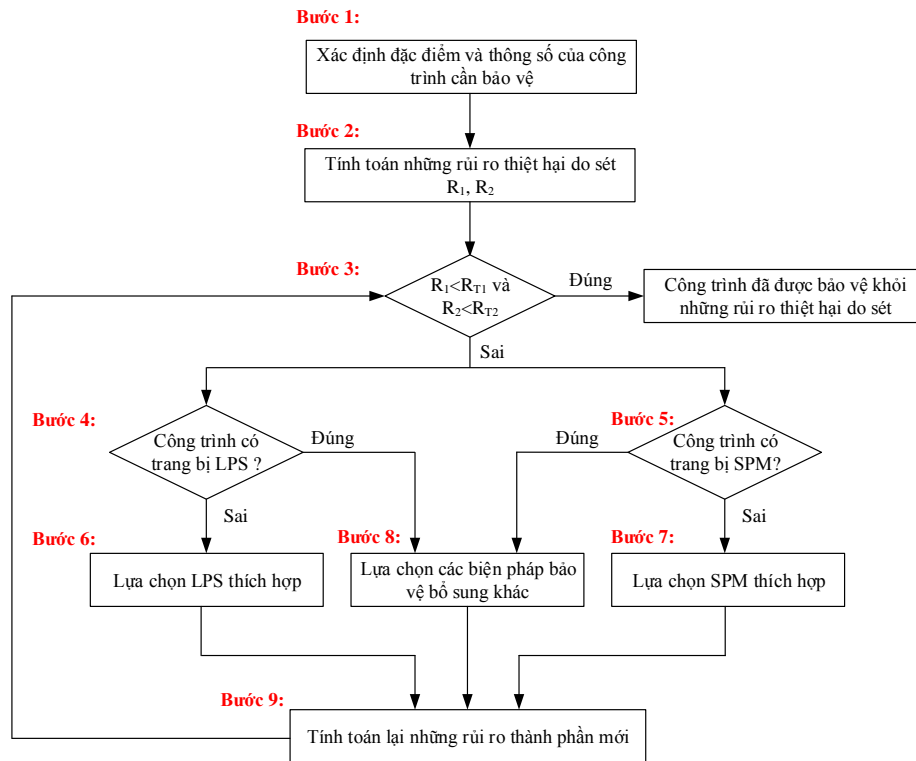 Bước 1:
Xác định đặc điểm và thông số của công
trình cần bảo vệ
Bước 2:
Tính toán những rủi ro thiệt hại do sét
R₁, R₂
Bước 3:
R₁<R_T1 và
R₂<R_T2
Đúng
Công trình đã được bảo vệ khỏi
những rủi ro thiệt hại do sét
Sai
Bước 4:
Công trình có
trang bị LPS ?
Đúng
Bước 5:
Công trình có
trang bị SPM?
Đúng
Sai
Sai
Bước 6:
Lựa chọn LPS thích hợp
Bước 8:
Lựa chọn các biện pháp bảo
vệ bổ sung khác
Bước 7:
Lựa chọn SPM thích hợp
Bước 9:
Tính toán lại những rủi ro thành phần mới